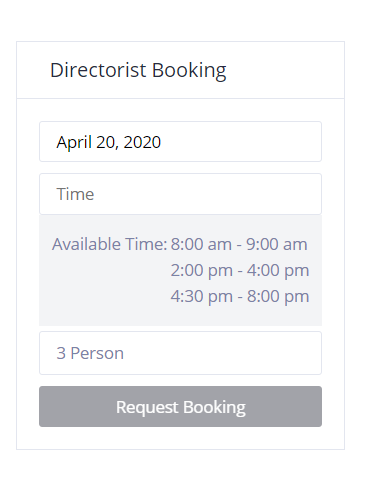 Directorist Booking
April 20, 2020
Time
Available Time: 8:00 am - 9:00 am
2:00 pm - 4:00 pm
4:30 pm - 8:00 pm
3 Person
Request Booking